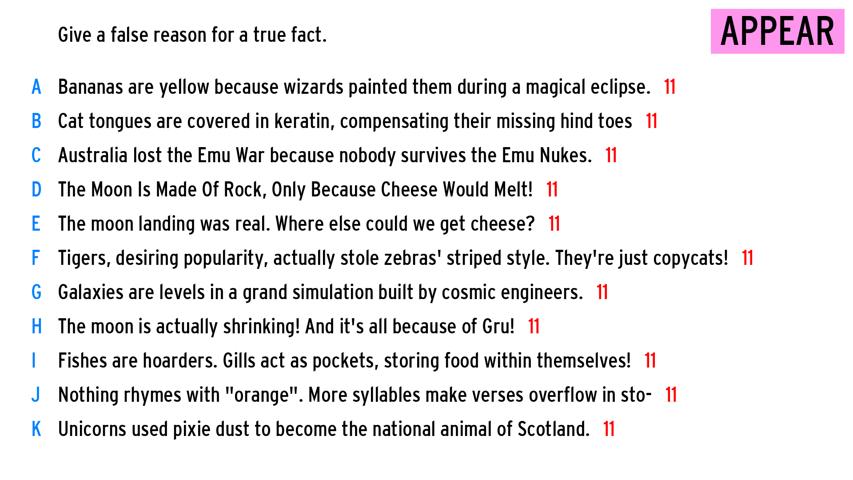 Give a false reason for a true fact.
APPEAR
A Bananas are yellow because wizards painted them during a magical eclipse. 11
B Cat tongues are covered in keratin, compensating their missing hind toes 11
C Australia lost the Emu War because nobody survives the Emu Nukes. 11
D The Moon Is Made Of Rock, Only Because Cheese Would Melt! 11
E The moon landing was real. Where else could we get cheese? 11
F Tigers, desiring popularity, actually stole zebras' striped style. They're just copycats! 11
G Galaxies are levels in a grand simulation built by cosmic engineers. 11
H The moon is actually shrinking! And it's all because of Gru! 11
I Fishes are hoarders. Gills act as pockets, storing food within themselves! 11
J Nothing rhymes with "orange". More syllables make verses overflow in sto- 11
K Unicorns used pixie dust to become the national animal of Scotland. 11